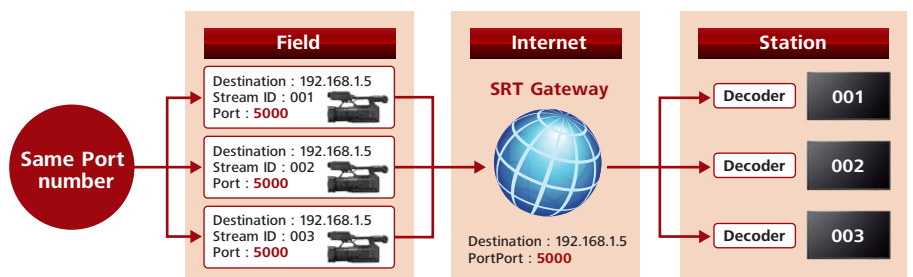 Same Port
number
Field
Destination : 192.168.1.5
Stream ID : 001
Port : 5000
Destination : 192.168.1.5
Stream ID : 002
Port : 5000
Destination : 192.168.1.5
Stream ID : 003
Port : 5000
Internet
SRT Gateway
Destination : 192.168.1.5
PortPort : 5000
Station
Decoder
001
Decoder
002
Decoder
003